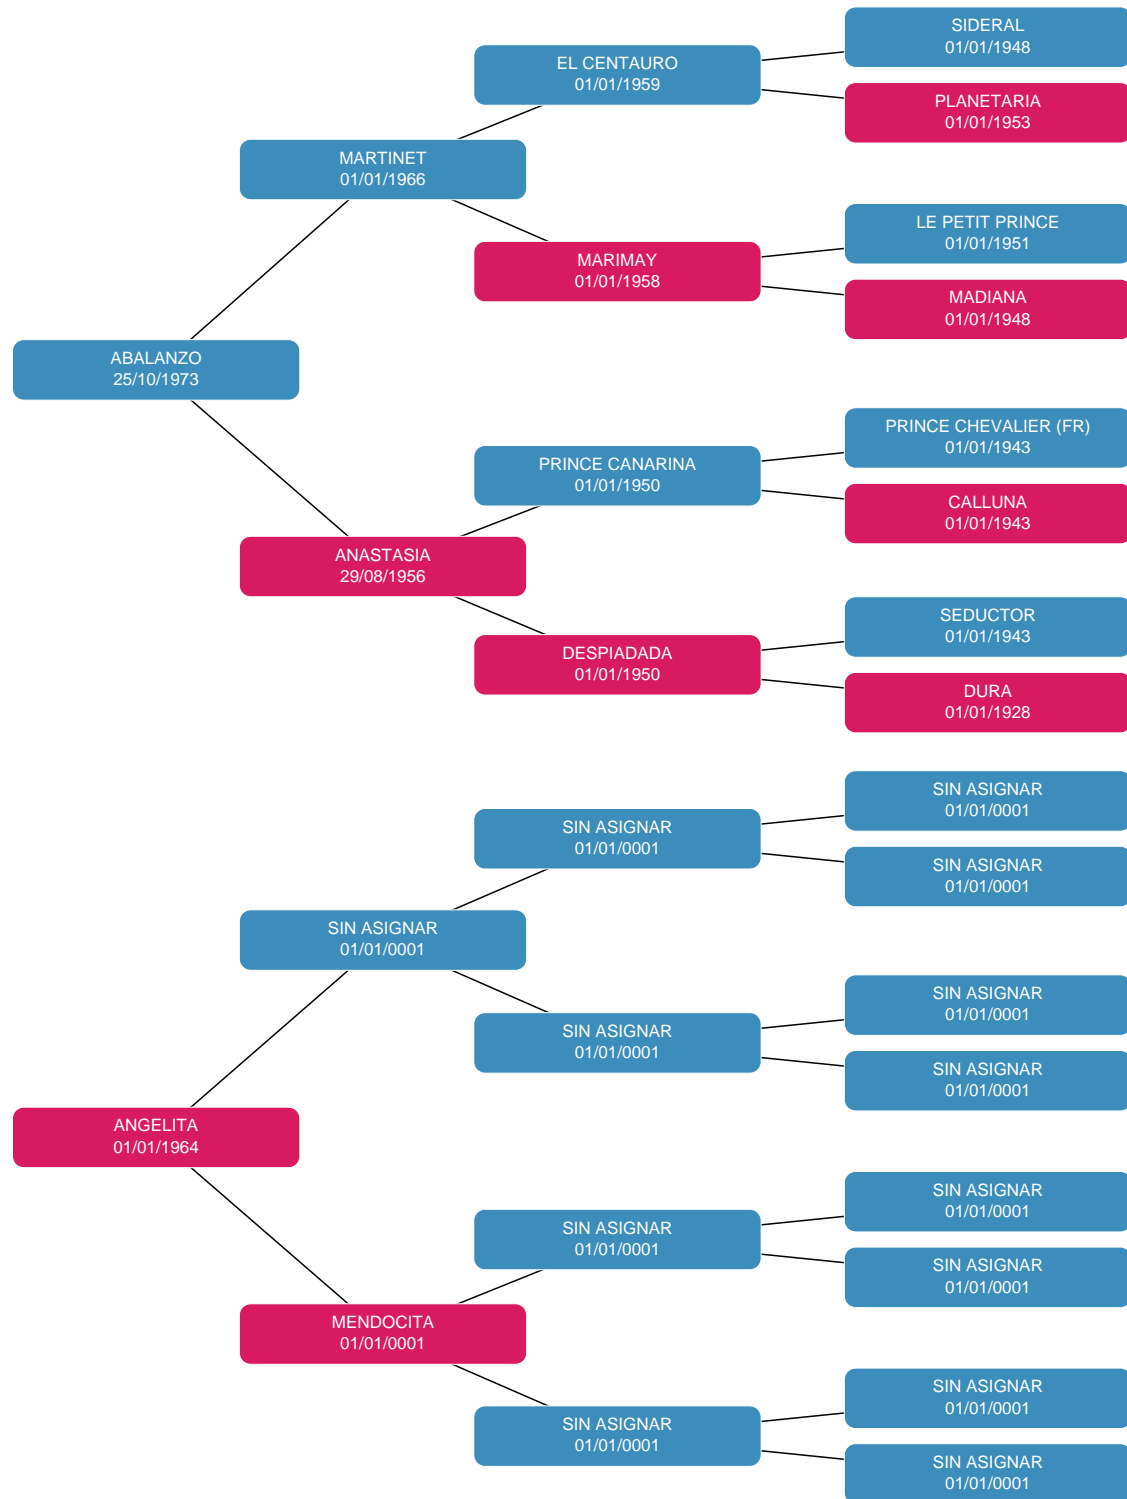 SIDERAL
01/01/1948
EL CENTAURO
01/01/1959
PLANETARIA
01/01/1953
MARTINET
01/01/1966
LE PETIT PRINCE
01/01/1951
MARIMAY
01/01/1958
MADIANA
01/01/1948
ABALANZO
25/10/1973
PRINCE CHEVALIER (FR)
01/01/1943
PRINCE CANARINA
01/01/1950
CALLUNA
01/01/1943
ANASTASIA
29/08/1956
SEDUCTOR
01/01/1943
DESPIADADA
01/01/1950
DURA
01/01/1928
SIN ASIGNAR
01/01/0001
SIN ASIGNAR
01/01/0001
SIN ASIGNAR
01/01/0001
SIN ASIGNAR
01/01/0001
SIN ASIGNAR
01/01/0001
SIN ASIGNAR
01/01/0001
SIN ASIGNAR
01/01/0001
ANGELITA
01/01/1964
SIN ASIGNAR
01/01/0001
SIN ASIGNAR
01/01/0001
SIN ASIGNAR
01/01/0001
MENDOCITA
01/01/0001
SIN ASIGNAR
01/01/0001
SIN ASIGNAR
01/01/0001
SIN ASIGNAR
01/01/0001